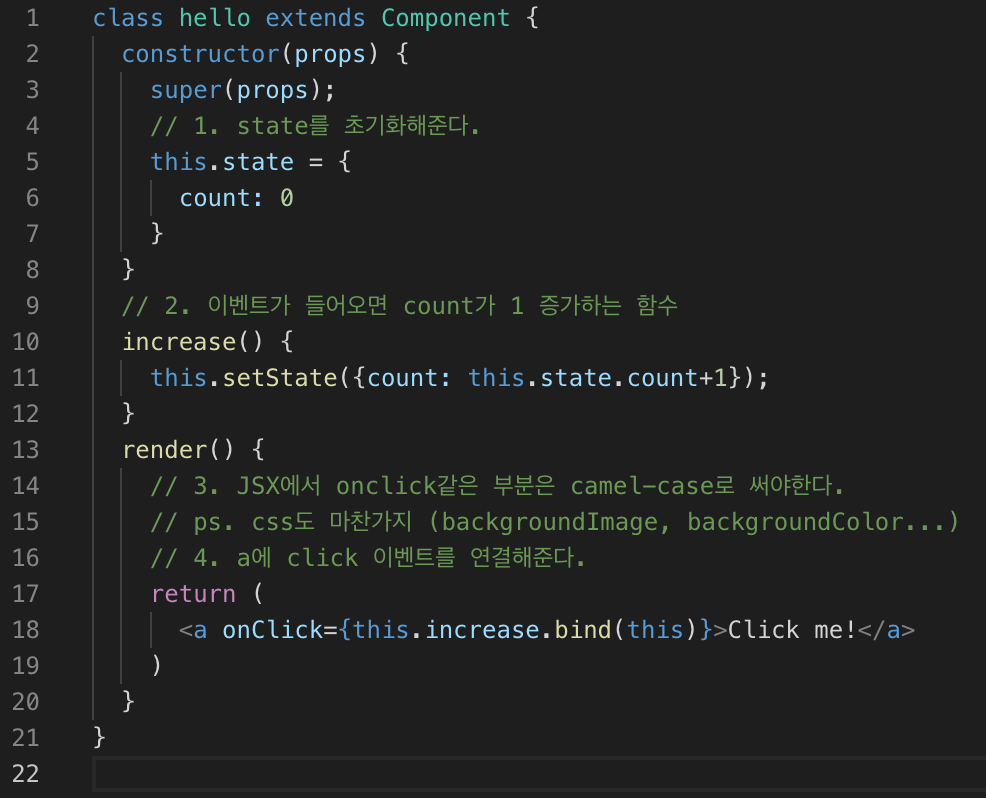 1 class hello extends Component {
2 constructor(props) {
3 super(props);
4 // 1. state를 초기화해준다.
5 this.state = {
6 count: 0
7 }
8 }
9 // 2. 이벤트가 들어오면 count가 1 증가하는 함수
10 increase() {
11 this.setState({count: this.state.count+1});
12 }
13 render() {
14 // 3. JSX에서 onclick같은 부분은 camel-case로 써야한다.
15 // ps. css도 마찬가지 (backgroundImage, backgroundColor...)
16 // 4. a에 click 이벤트를 연결해준다.
17 return (
18 <a onClick={this.increase.bind(this)}>Click me!</a>
19 )
20 }
21 }
22